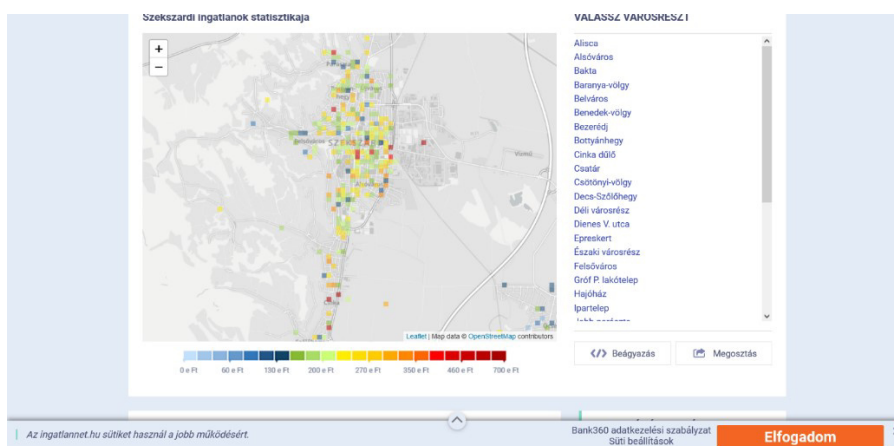 Szekszárdi ingatlanok statisztikája
VÁLASSZ VÁROSRÉSZT
+
−
SZEKSZÁRD
Leaflet | Map data © OpenStreetMap contributors
0 e Ft 60 e Ft 130 e Ft 200 e Ft 270 e Ft 350 e Ft 460 e Ft 700 e Ft
Alisca
Alsóváros
Bakta
Baranya-völgy
Belváros
Benedek-völgy
Bezerédj
Bottyánhegy
Cinka dűlő
Csatár
Csötönyi-völgy
Decs-Szőlőhegy
Déli városrész
Dienes V. utca
Epreskert
Északi városrész
Felsőváros
Gróf P. lakótelep
Hajóház
Ipartelep
Beágyazás
Megosztás
Az ingatlannet.hu sütiket használ a jobb működésért.
Bank360 adatkezelési szabályzat
Süti beállítások
Elfogadom